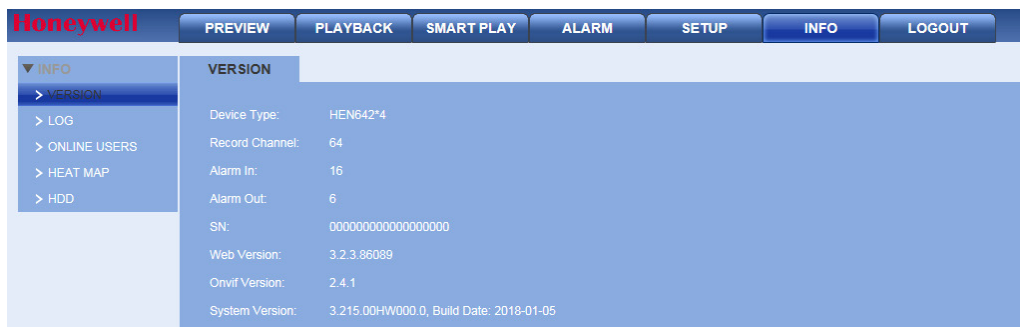 Honeywell PREVIEW PLAYBACK SMART PLAY ALARM SETUP INFO LOGOUT
INFO
> VERSION
> LOG
> ONLINE USERS
> HEAT MAP
> HDD
VERSION
Device Type: HEN642*4
Record Channel: 64
Alarm In: 16
Alarm Out: 6
SN: 000000000000000000
Web Version: 3.2.3.86089
Onvif Version: 2.4.1
System Version: 3.215.00HW000.0, Build Date: 2018-01-05